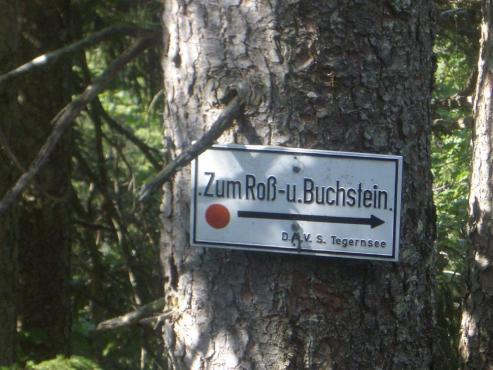 .Zum Roß-u.Buchstein.
D.A.V. S. Tegernsee